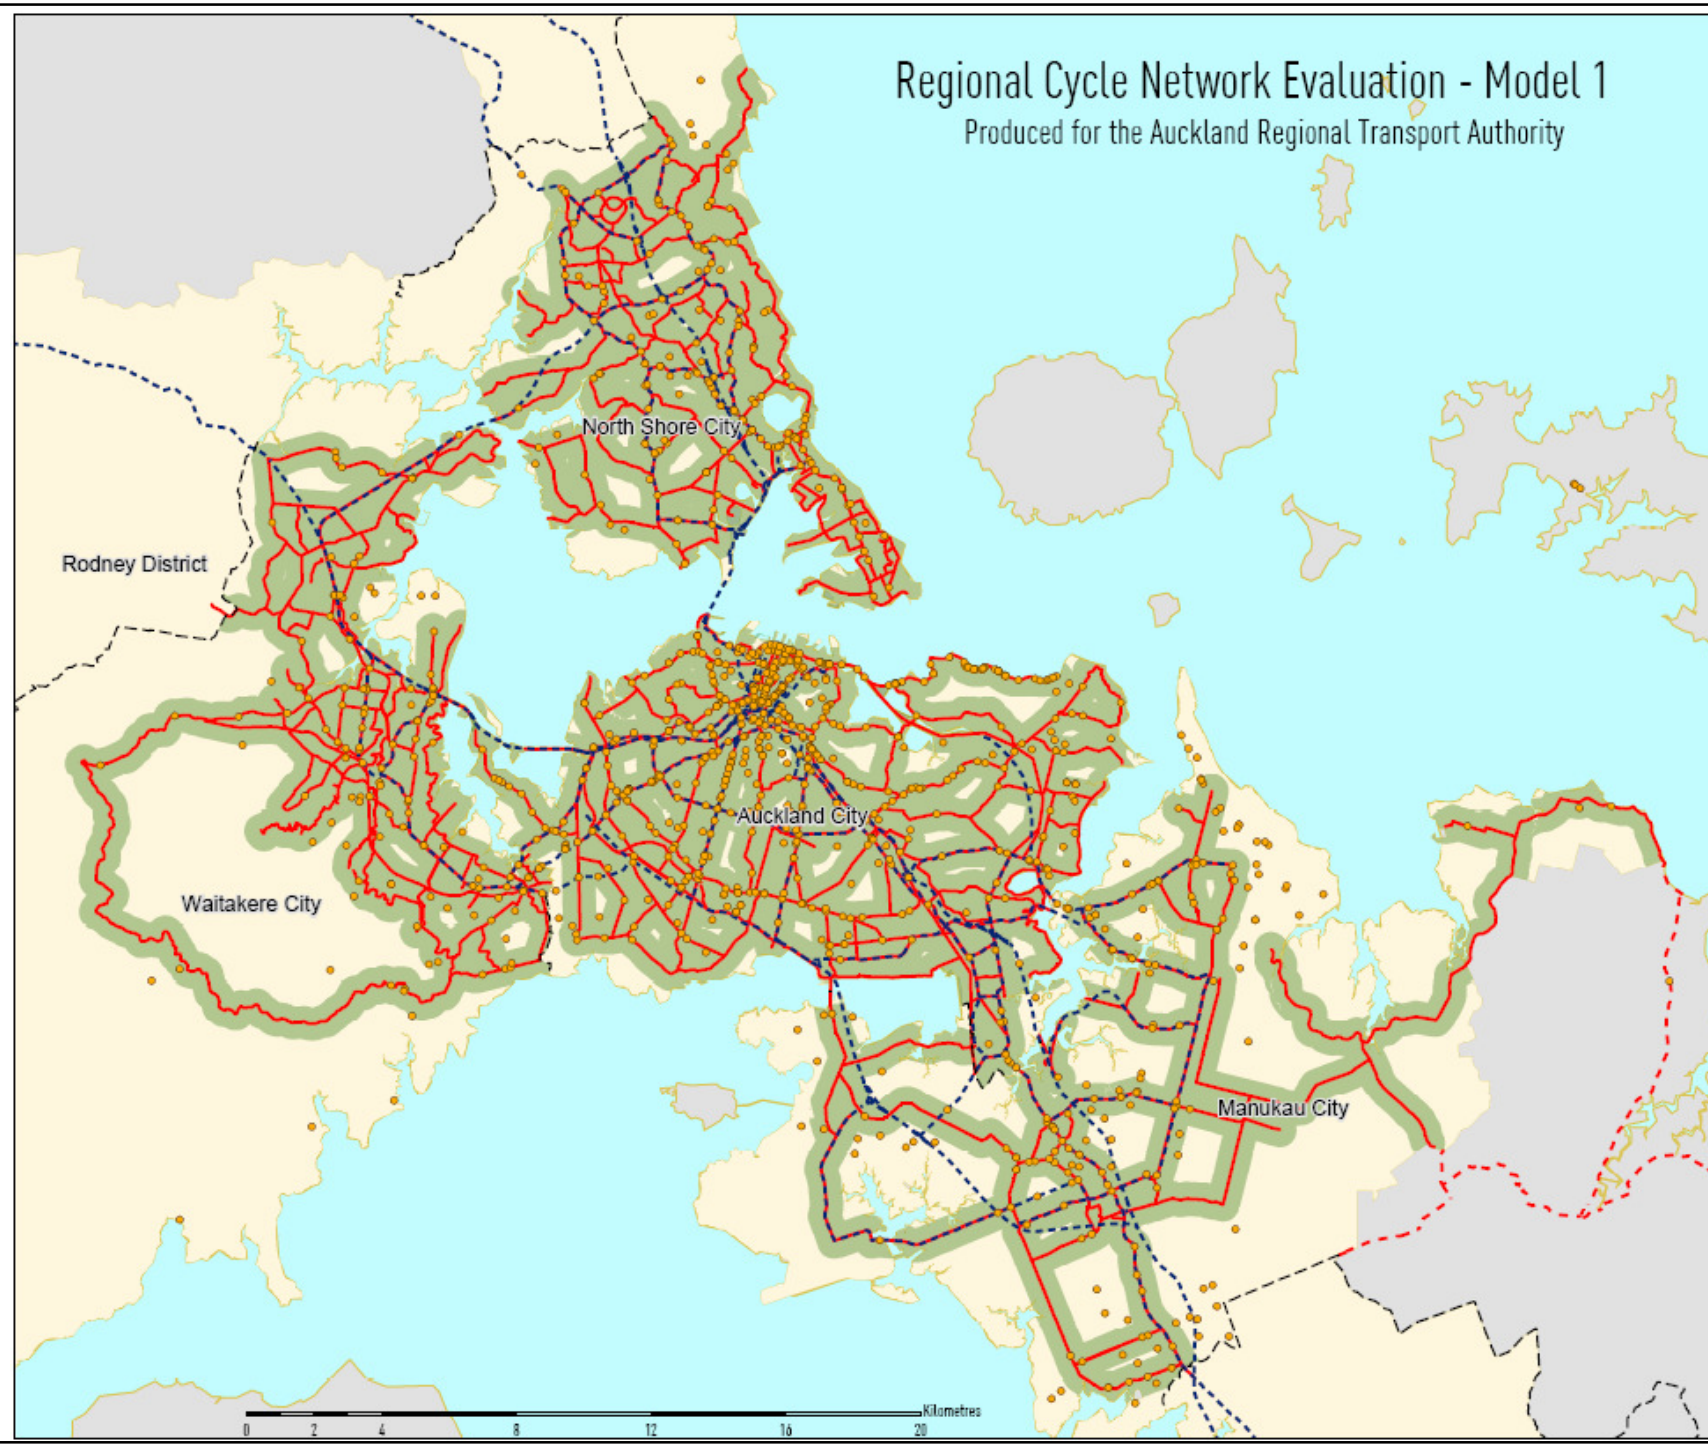 Regional Cycle Network Evaluation - Model 1
Produced for the Auckland Regional Transport Authority
North Shore City
Rodney District
Auckland City
Waitakere City
Manukau City
Kilometres
0 2 4 8 12 16 20